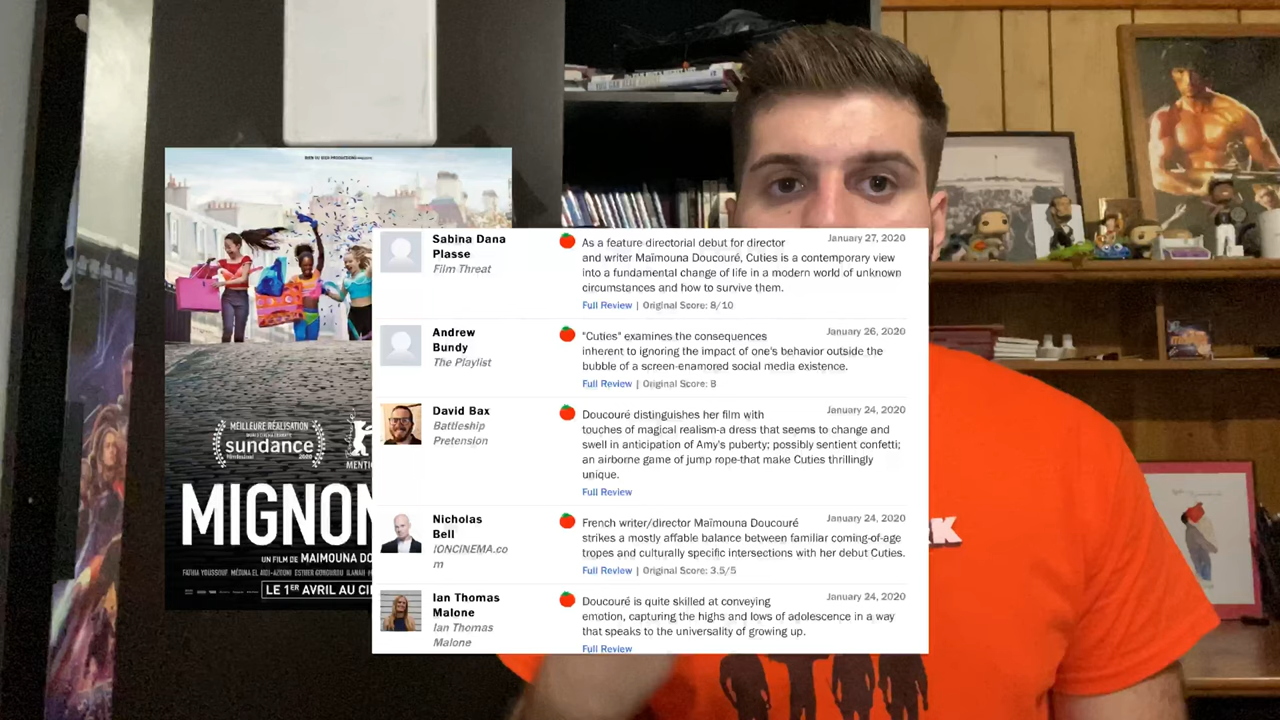 MEILLEURE RÉALISATION
sundance
MIGNON
UN FILM DE MAIMOUNA DO
LE 1ER AVRIL AU CI
Sabina Dana
Plasse
Film Threat
As a feature directorial debut for director
January 27, 2020
and writer Maïmouna Doucouré, Cuties is a contemporary view
into a fundamental change of life in a modern world of unknown
circumstances and how to survive them.
Full Review | Original Score: 8/10
Andrew
Bundy
The Playlist
"Cuties" examines the consequences
January 26, 2020
inherent to ignoring the impact of one's behavior outside the
bubble of a screen-enamored social media existence.
Full Review | Original Score: B
David Bax
Battleship
Pretension
Doucouré distinguishes her film with
January 24, 2020
touches of magical realism-a dress that seems to change and
swell in anticipation of Amy's puberty; possibly sentient confetti;
an airborne game of jump rope-that make Cuties thrillingly
unique.
Full Review
Nicholas
Bell
IONCINEMA.co
m
French writer/director Maïmouna Doucouré
January 24, 2020
strikes a mostly affable balance between familiar coming-of-age
tropes and culturally specific intersections with her debut Cuties.
Full Review | Original Score: 3.5/5
Ian Thomas
Malone
Ian Thomas
Malone
Doucouré is quite skilled at conveying
January 24, 2020
emotion, capturing the highs and lows of adolescence in a way
that speaks to the universality of growing up.
Full Review